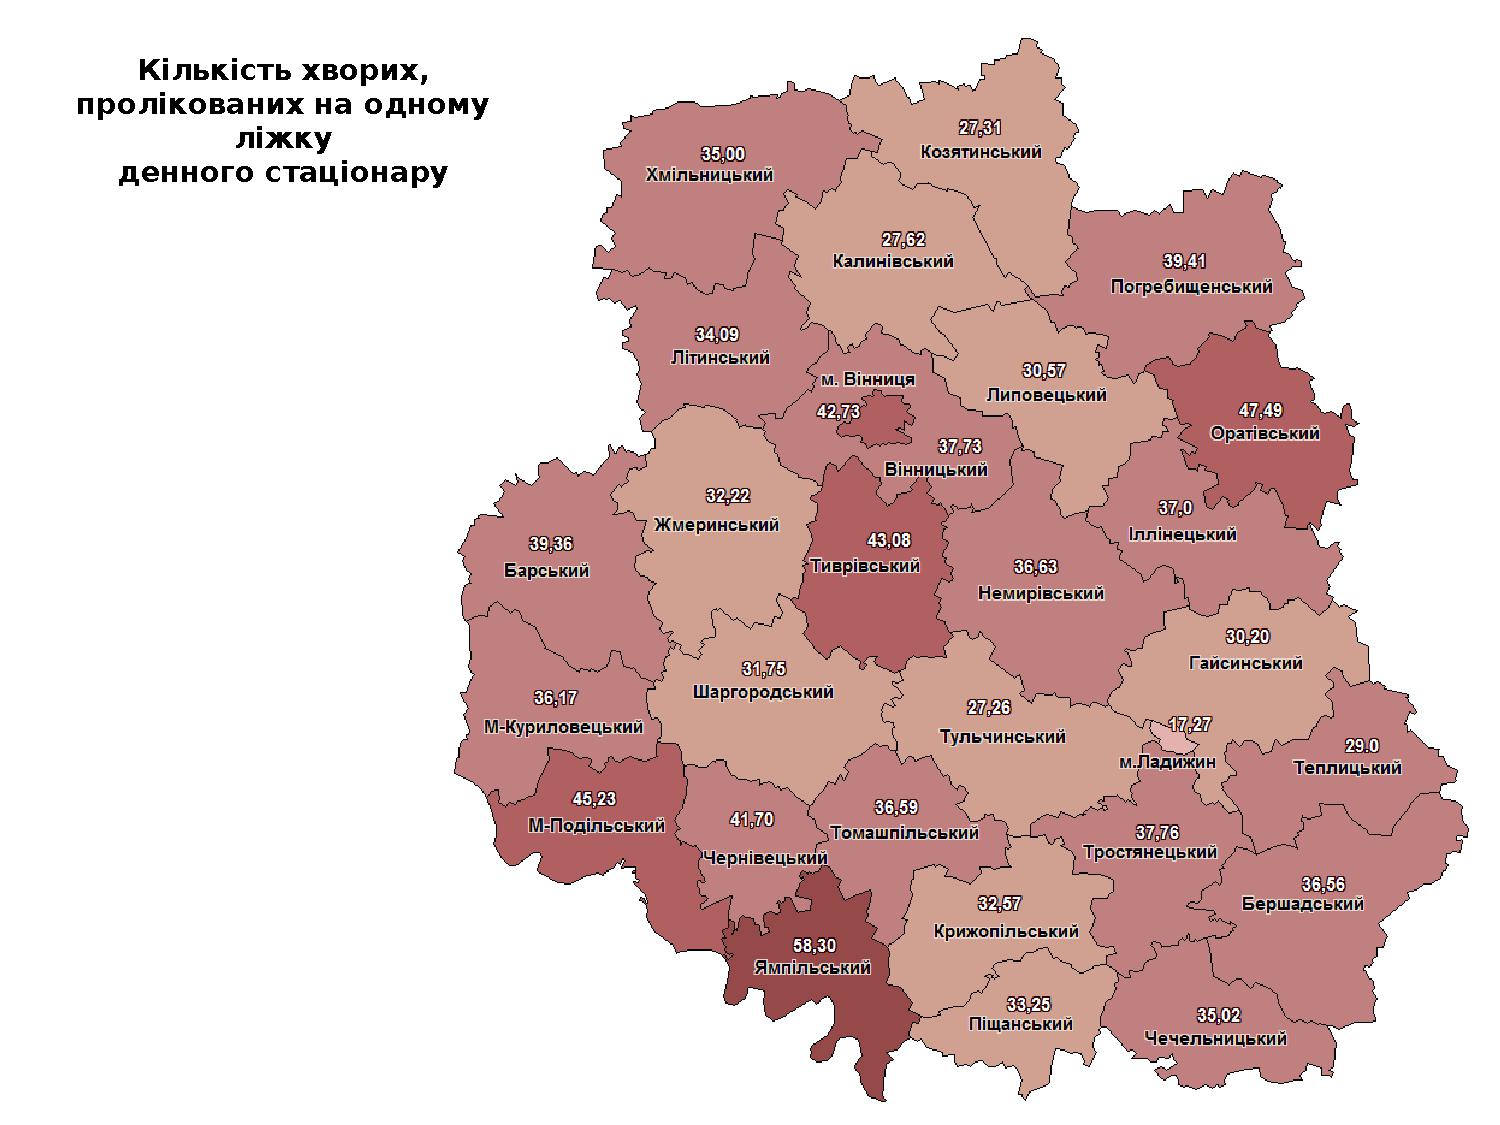 Кількість хворих,
пролікованих на одному
ліжку
денного стаціонару
27,31
Козятинський
35,00
Хмільницький
27,62
Калинівський
39,41
Погребищенський
34,09
Літинський
30,57
Липовецький
м. Вінниця
42,73
47,49
Оратівський
37,73
Вінницький
32,22
Жмеринський
37,0
Іллінецький
39,36
Барський
43,08
Тиврівський
36,63
Немирівський
30,20
Гайсинський
31,75
Шаргородський
36,17
М-Куриловецький
27,26
Тульчинський
17,27
м.Ладижин
29.0
Теплицький
45,23
М-Подільський
41,70
Чернівецький
36,59
Томашпільський
37,76
Тростянецький
36,56
Бершадський
32,57
Крижопільський
58,30
Ямпільський
33,25
Піщанський
35,02
Чечельницький